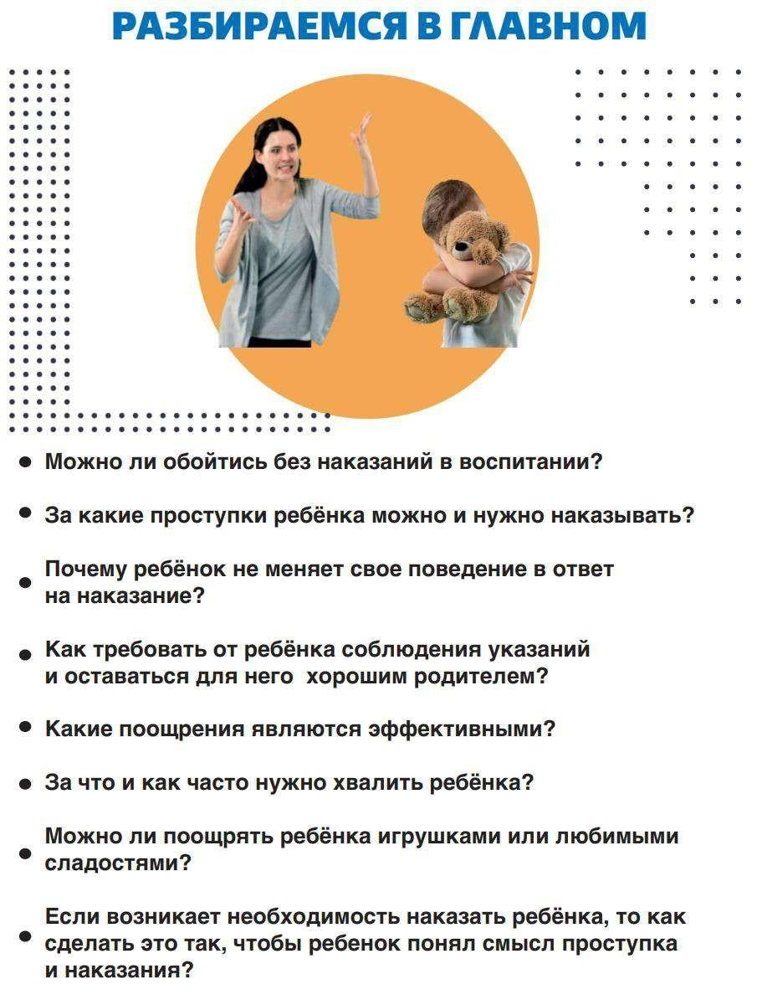 РАЗБИРАЕМСЯ В ГЛАВНОМ
• Можно ли обойтись без наказаний в воспитании?
• За какие проступки ребёнка можно и нужно наказывать?
• Почему ребёнок не меняет свое поведение в ответ
на наказание?
• Как требовать от ребёнка соблюдения указаний
и оставаться для него хорошим родителем?
• Какие поощрения являются эффективными?
• За что и как часто нужно хвалить ребёнка?
• Можно ли поощрять ребёнка игрушками или любимыми
сладостями?
• Если возникает необходимость наказать ребёнка, то как
сделать это так, чтобы ребенок понял смысл проступка
и наказания?